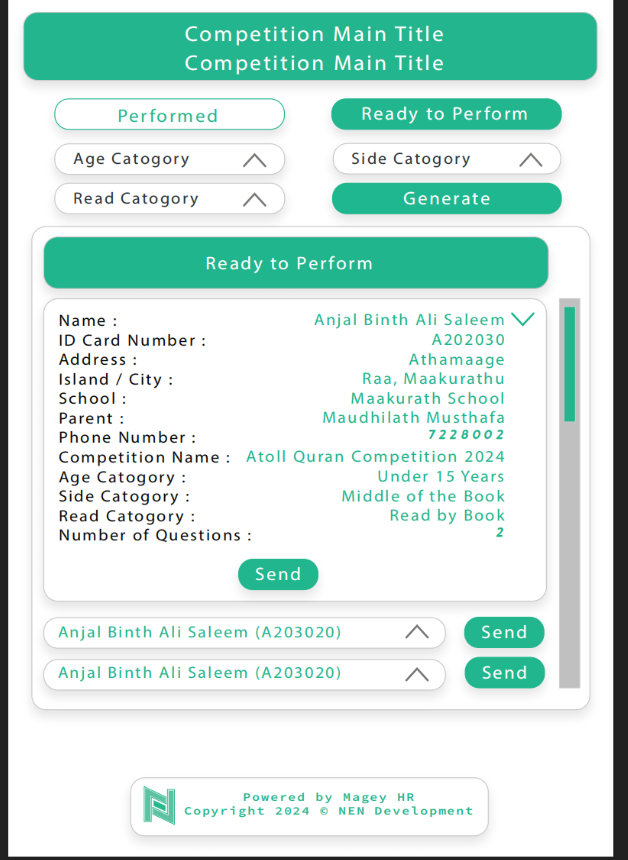 Competition Main Title
Competition Main Title
Performed
Ready to Perform
Age Catogory
Side Catogory
Read Catogory
Generate
Ready to Perform
Name : Anjal Binth Ali Saleem
ID Card Number : A202030
Address : Athamaage
Island / City : Raa, Maakurathu
School : Maakurath School
Parent : Maudhilath Musthafa
Phone Number : 7228002
Competition Name : Atoll Quran Competition 2024
Age Catogory : Under 15 Years
Side Catogory : Middle of the Book
Read Catogory : Read by Book
Number of Questions : 2
Send
Anjal Binth Ali Saleem (A203020) Send
Anjal Binth Ali Saleem (A203020) Send
Powered by Magey HR
Copyright 2024 © NEN Development